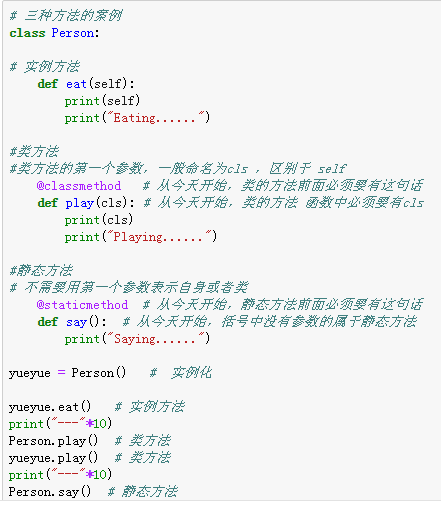 # 三种方法的案例
class Person:
# 实例方法
    def eat(self):
        print(self)
        print("Eating......")
#类方法
#类方法的第一个参数，一般命名为cls ，区别于 self
    @classmethod   # 从今天开始，类的方法前面必须要有这句话
    def play(cls): # 从今天开始，类的方法 函数中必须要有cls
        print(cls)
        print("Playing......")
#静态方法
# 不需要用第一个参数表示自身或者类
    @staticmethod  # 从今天开始，静态方法前面必须要有这句话
    def say():  # 从今天开始，括号中没有参数的属于静态方法
        print("Saying......")
yueyue = Person()   #  实例化
yueyue.eat()   # 实例方法
print("---"*10)
Person.play()  # 类方法
yueyue.play()  # 类方法
print("---"*10)
Person.say()  # 静态方法